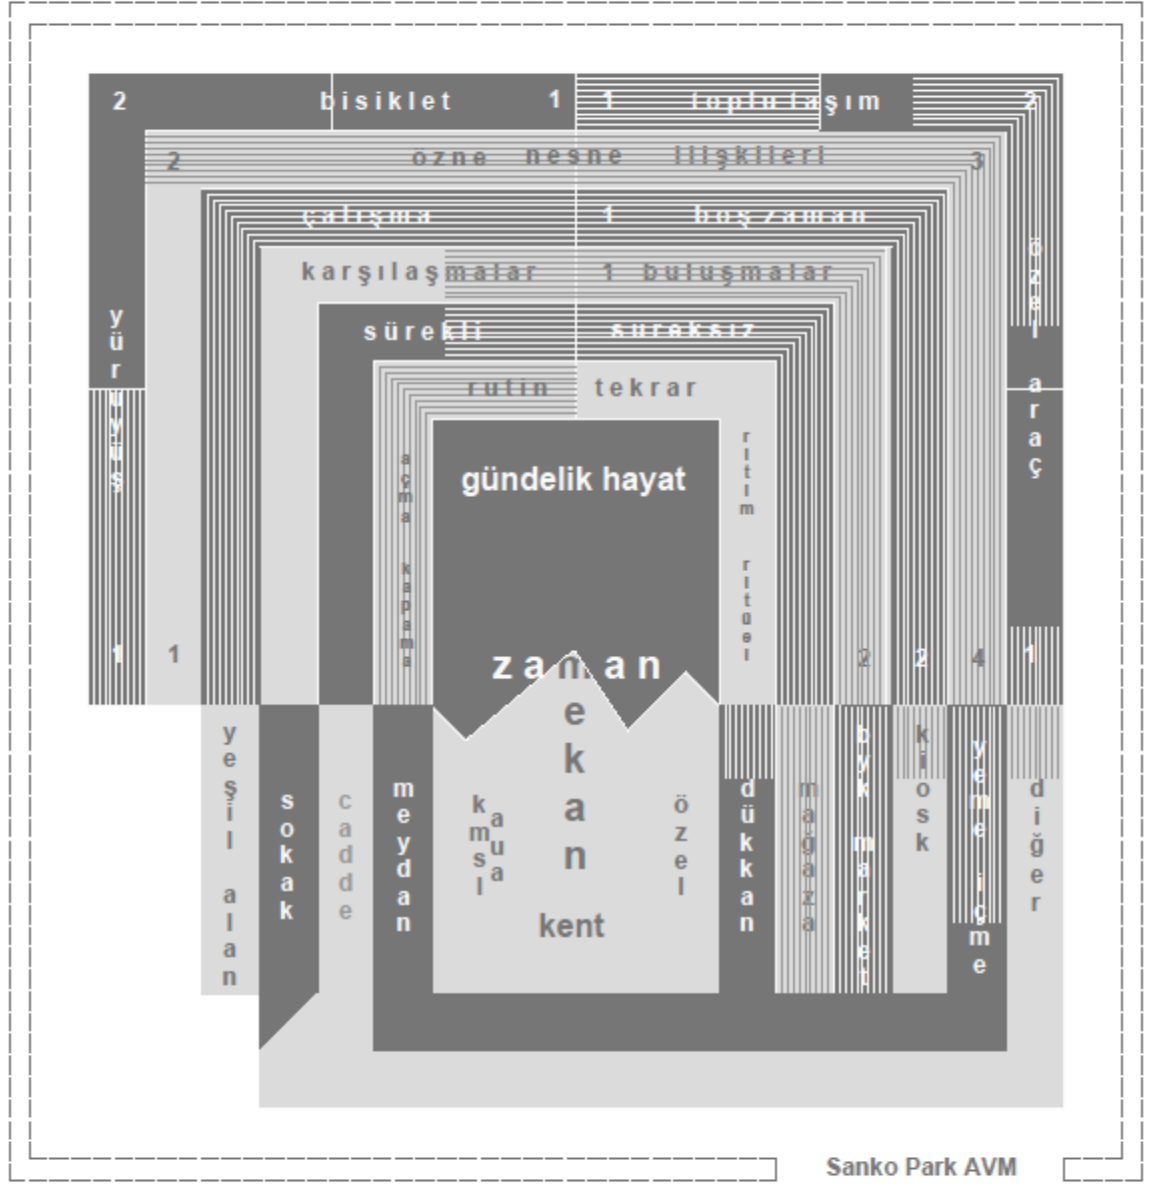 2 bisiklet 1 1 toplu taşım 2
2 özne nesne ilişkileri 3
çalışma 1 boş zaman
karşılaşmalar 1 buluşmalar
sürekli süreksiz
rutin tekrar
yürüyüş
1
1
açma kapama
gündelik hayat
ritim ritüel
özel araç
2
2
4
1
zaman
mekan
yeşil alan
sokak
cadde
meydan
kamusal
özel
kent
dükkan
mağaza
byk market
kiosk
yeme içme
diğer
Sanko Park AVM